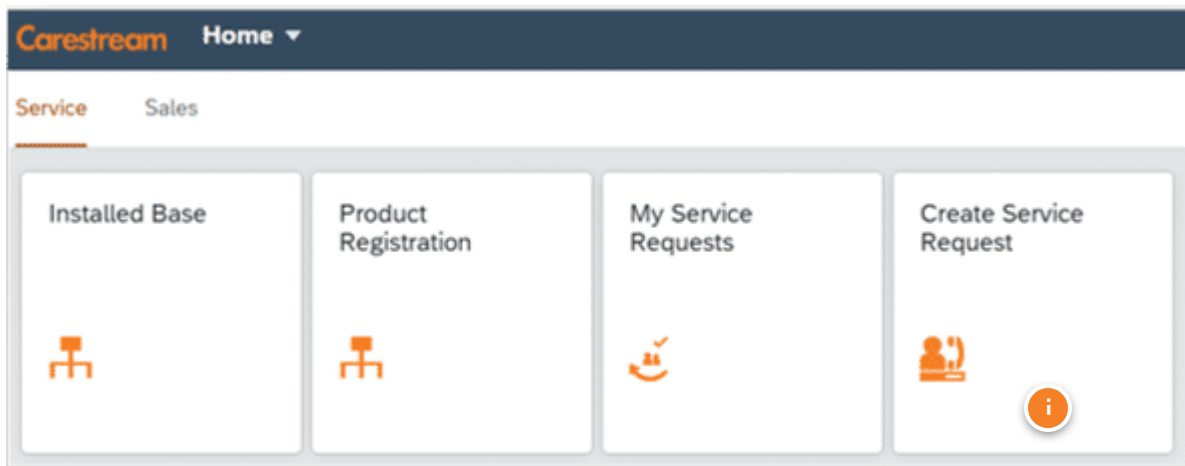 Carestream Home
Service Sales
Installed Base
Product
Registration
My Service
Requests
Create Service
Request
i